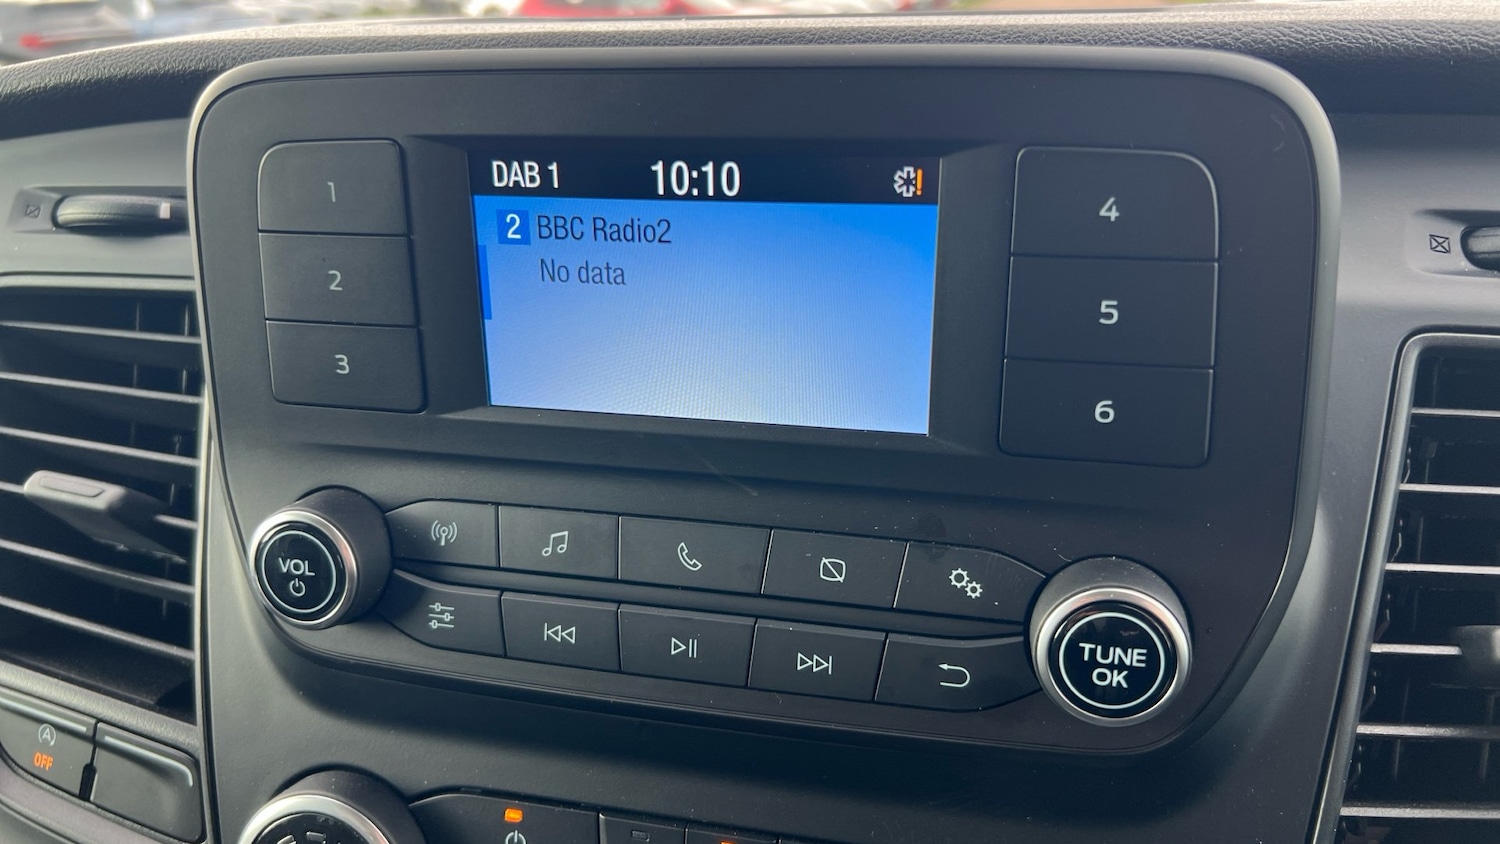 DAB 1 10:10
2 BBC Radio2
No data
1
2
3
4
5
6
VOL
TUNE
OK
A
OFF